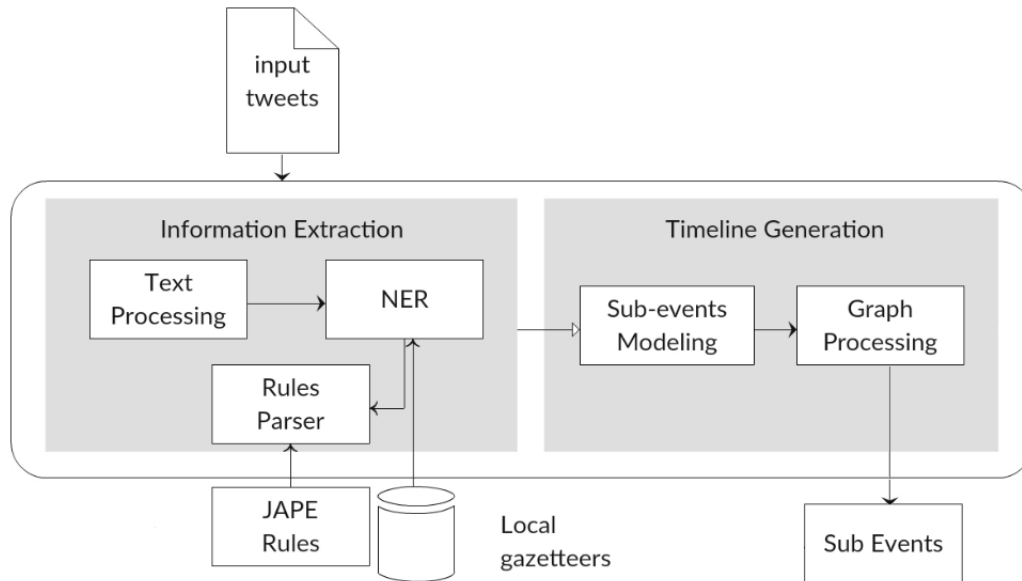 input
tweets
Information Extraction
Timeline Generation
Text
Processing
NER
Sub-events
Modeling
Graph
Processing
Rules
Parser
JAPE
Rules
Local
gazetteers
Sub Events